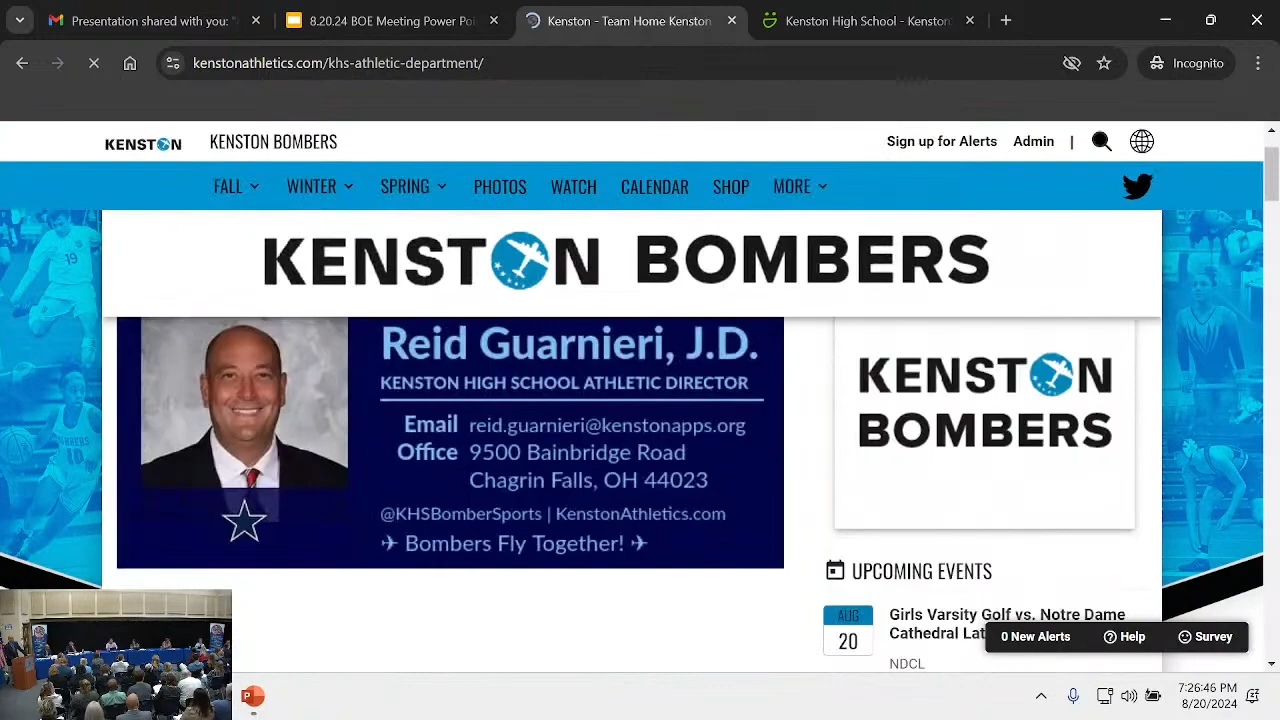 Gmail Shared with you: "
8.20.24 BOE Meeting Power Poi
Kenston - Team Home Kenston
Kenston High School - Kenston
kenstonathletics.com/khs-athletic-department/
Incognito
KENSTON
KENSTON BOMBERS
Sign up for Alerts
Admin
|
FALL
WINTER
SPRING
PHOTOS
WATCH
CALENDAR
SHOP
MORE
KENSTON BOMBERS
19
BOMBERS
10
Reid Guarnieri, J.D.
KENSTON HIGH SCHOOL ATHLETIC DIRECTOR
Email reid.guarnieri@kenstonapps.org
Office 9500 Bainbridge Road
Chagrin Falls, OH 44023
@KHSBomberSports | KenstonAthletics.com
✈ Bombers Fly Together! ✈
KENSTON
BOMBERS
UPCOMING EVENTS
AUG
20
Girls Varsity Golf vs. Notre Dame
Cathedral Lat
NDCL
0 New Alerts
Help
Survey
7:26:46 PM
8/20/2024